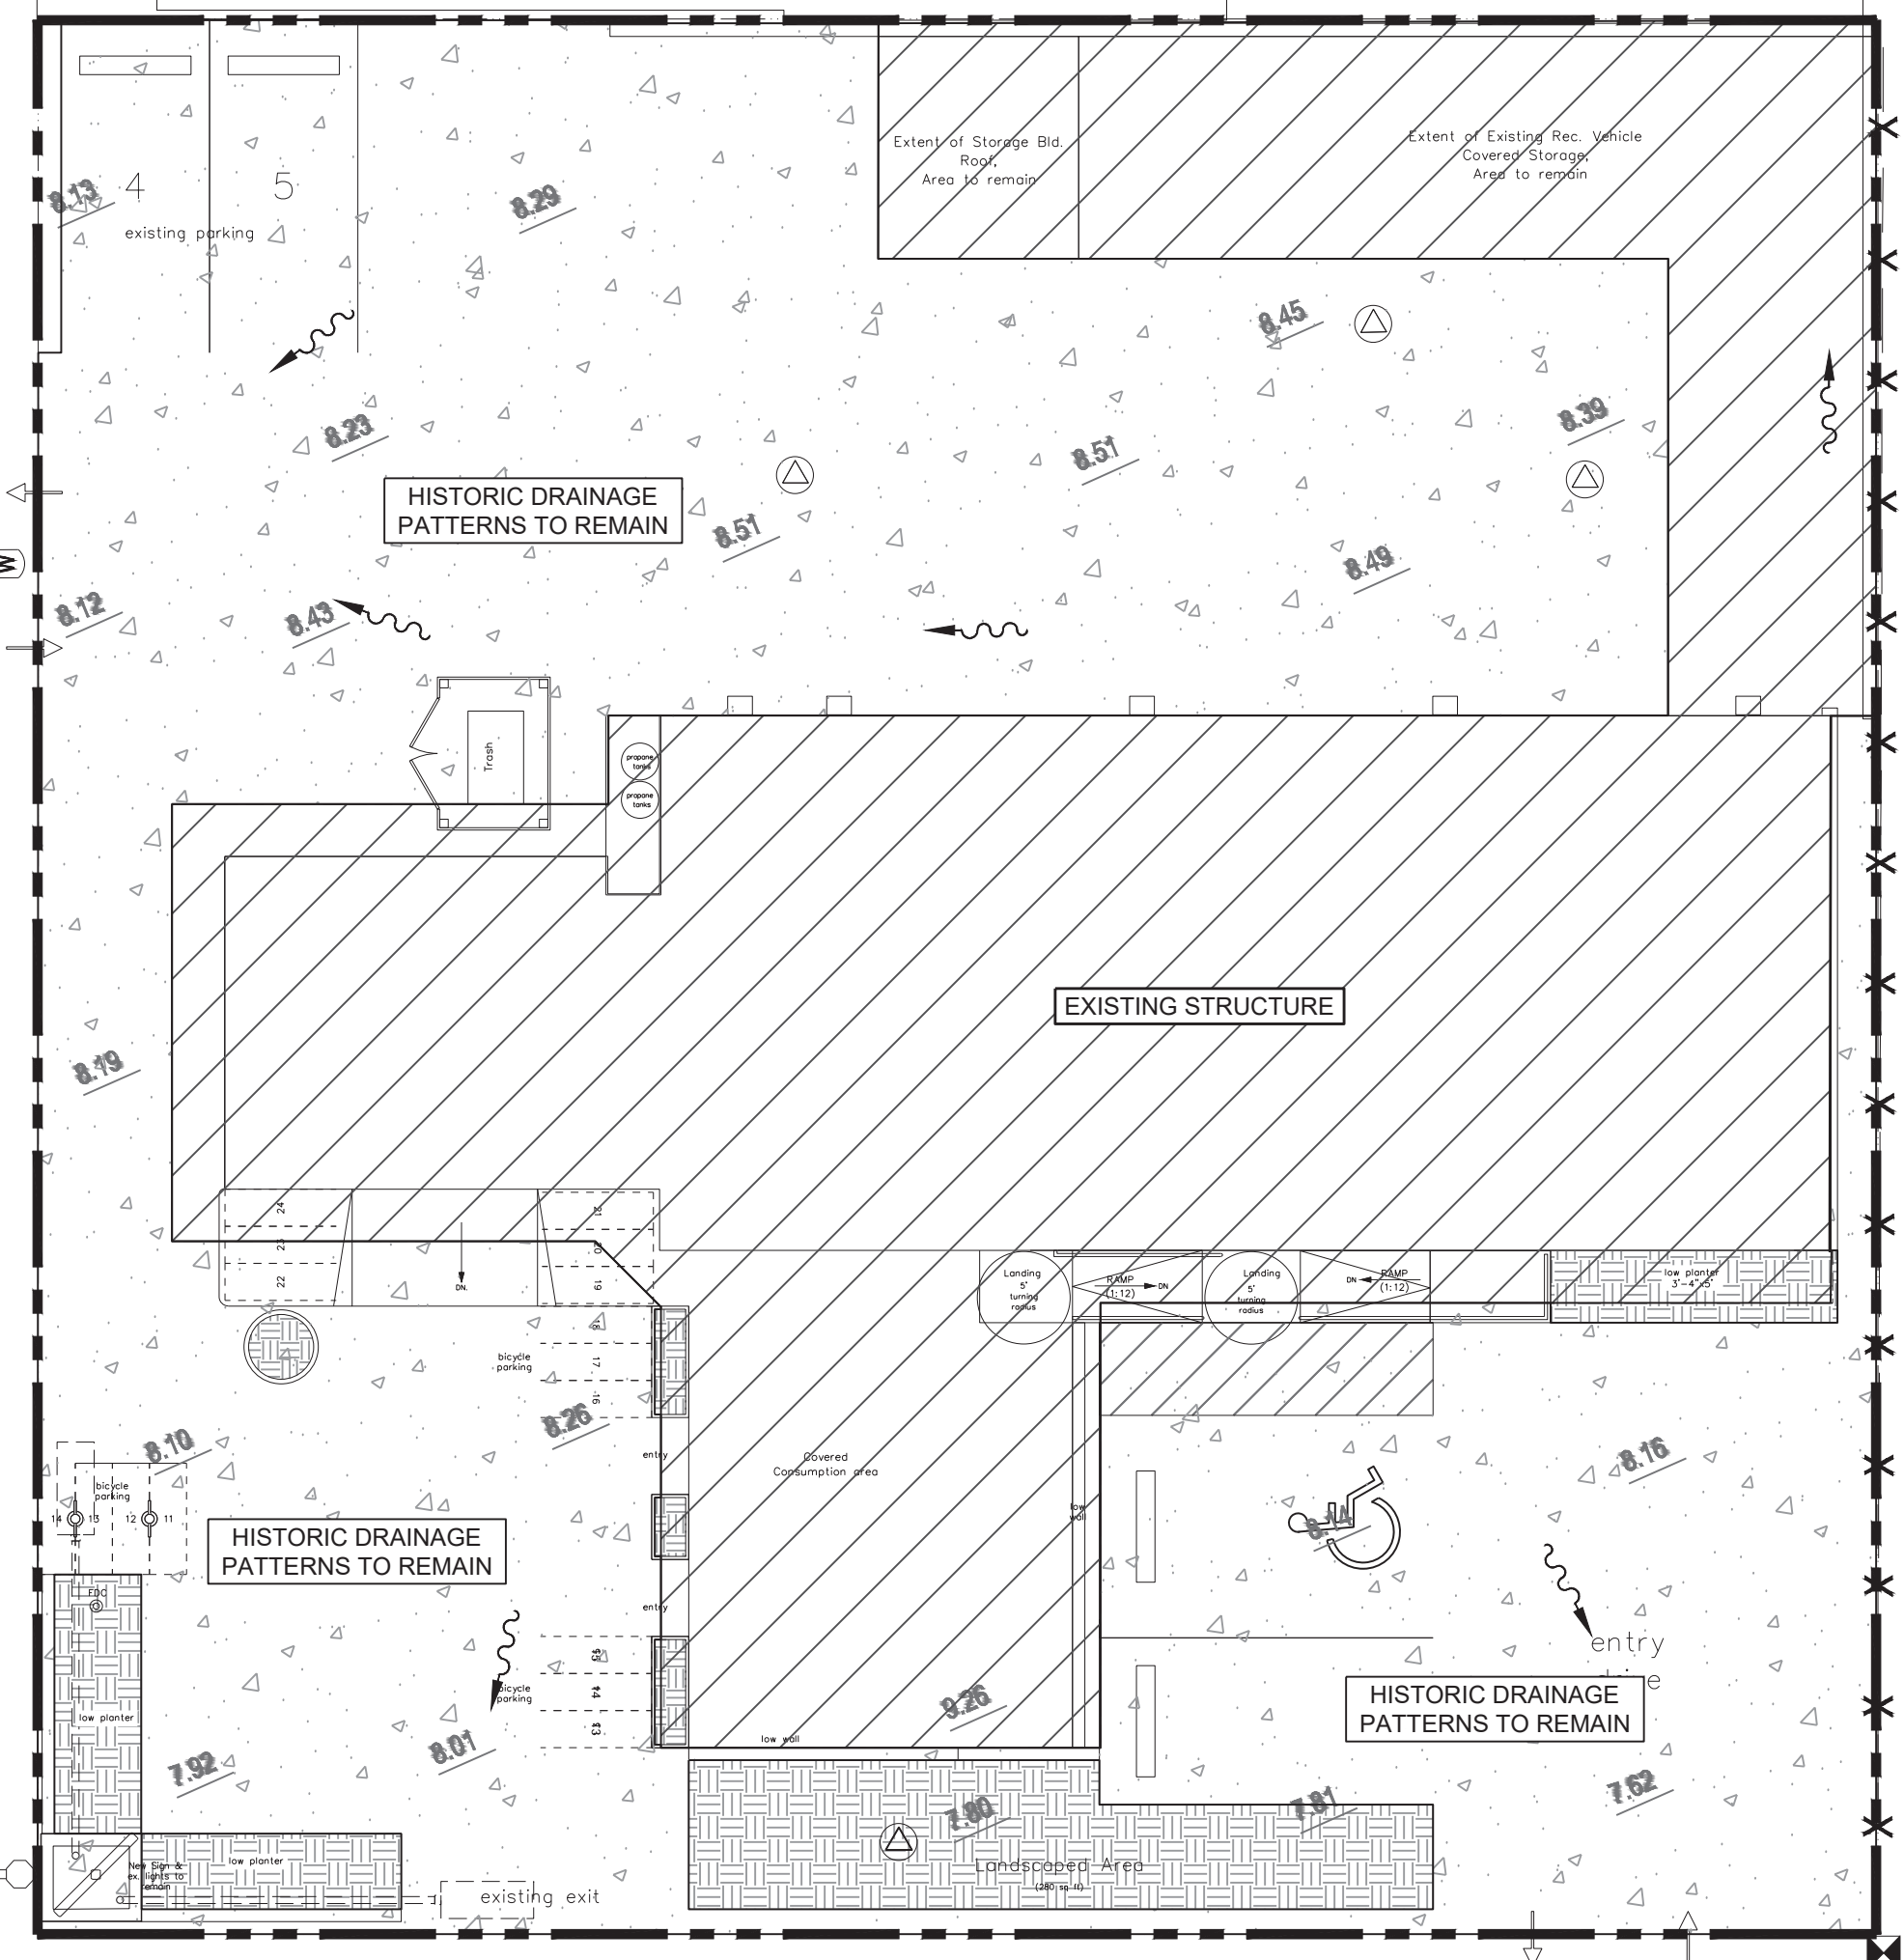 4
5
existing parking
8.13
8.29
Extent of Storage Bld.
Roof,
Area to remain
Extent of Existing Rec. Vehicle
Covered Storage,
Area to remain
8.45
8.39
8.23
8.51
HISTORIC DRAINAGE
PATTERNS TO REMAIN
8.51
8.49
W
8.12
8.43
Trash
propane
tanks
propane
tanks
EXISTING STRUCTURE
8.19
24
23
22
DN.
21
20
19
Landing
5'
turning
radius
RAMP
(1:12)
DN
Landing
5'
turning
radius
DN
RAMP
(1:12)
low planter
3'-4"x5'
18
17
16
bicycle
parking
8.26
entry
8.10
bicycle
parking
14
13
12
11
Covered
Consumption area
low
wall
8.14
8.16
HISTORIC DRAINAGE
PATTERNS TO REMAIN
FDC
entry
entry
HISTORIC DRAINAGE
PATTERNS TO REMAIN
bicycle
parking
low planter
9.26
low wall
8.01
7.92
7.80
7.81
7.62
New Sign &
ex. lights to
remain
low planter
existing exit
Landscaped Area
(280 sq ft)